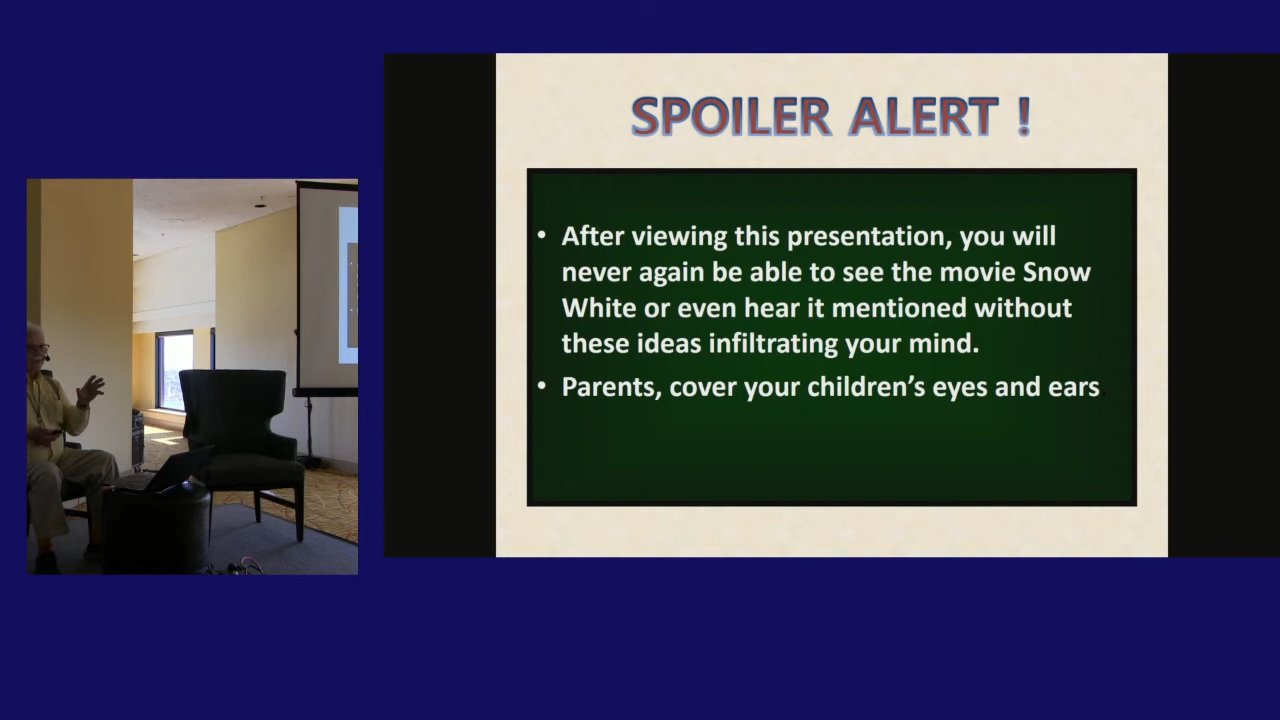 SPOILER ALERT !
• After viewing this presentation, you will
never again be able to see the movie Snow
White or even hear it mentioned without
these ideas infiltrating your mind.
• Parents, cover your children's eyes and ears